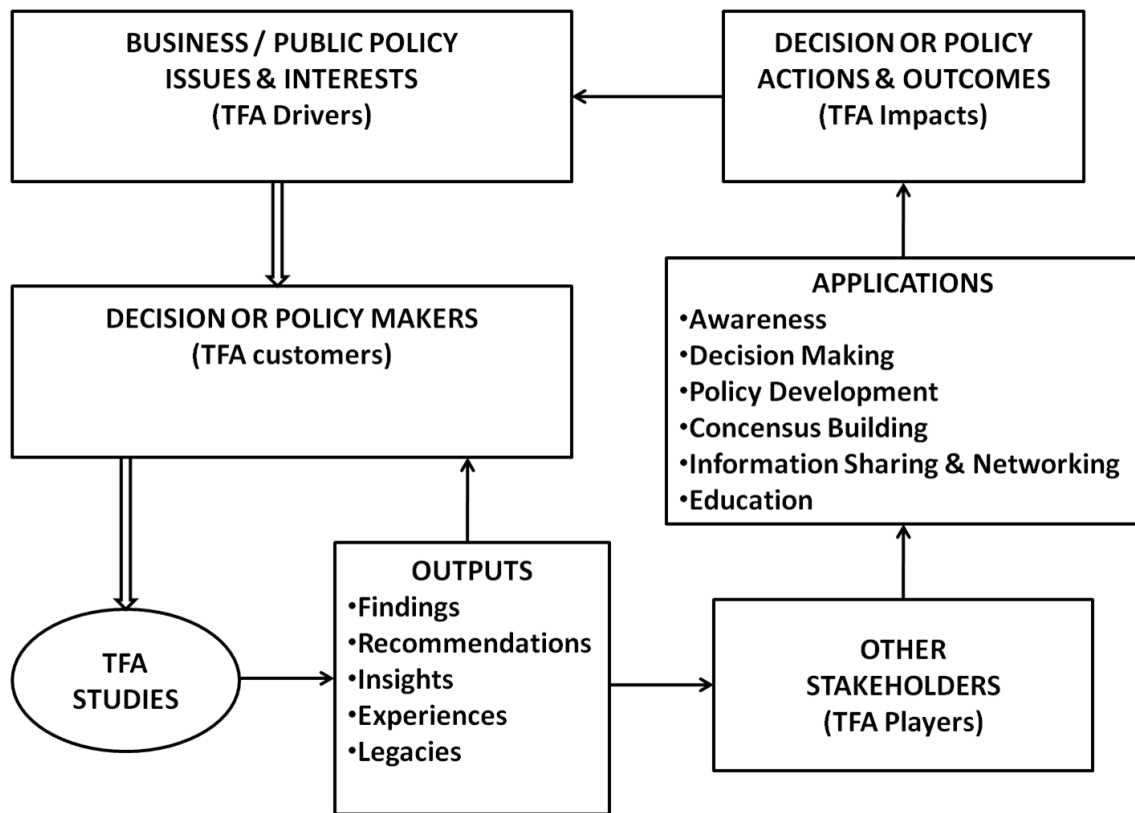 BUSINESS / PUBLIC POLICY
ISSUES & INTERESTS
(TFA Drivers)
DECISION OR POLICY
ACTIONS & OUTCOMES
(TFA Impacts)
DECISION OR POLICY MAKERS
(TFA customers)
APPLICATIONS
•Awareness
•Decision Making
•Policy Development
•Concensus Building
•Information Sharing & Networking
•Education
TFA
STUDIES
OUTPUTS
•Findings
•Recommendations
•Insights
•Experiences
•Legacies
OTHER
STAKEHOLDERS
(TFA Players)